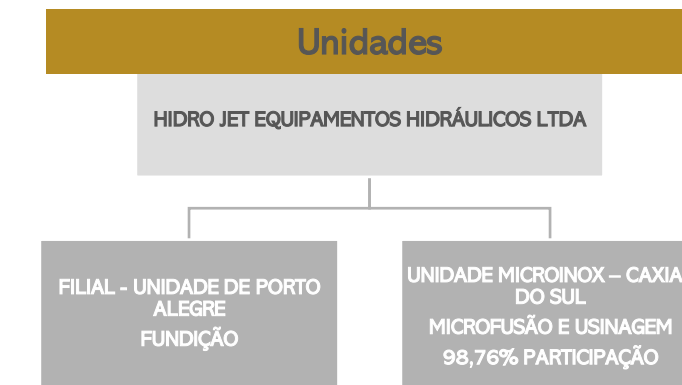 Unidades
HIDRO JET EQUIPAMENTOS HIDRÁULICOS LTDA
FILIAL - UNIDADE DE PORTO
ALEGRE
FUNDIÇÃO
UNIDADE MICROINOX – CAXIA
DO SUL
MICROFUSÃO E USINAGEM
98,76% PARTICIPAÇÃO